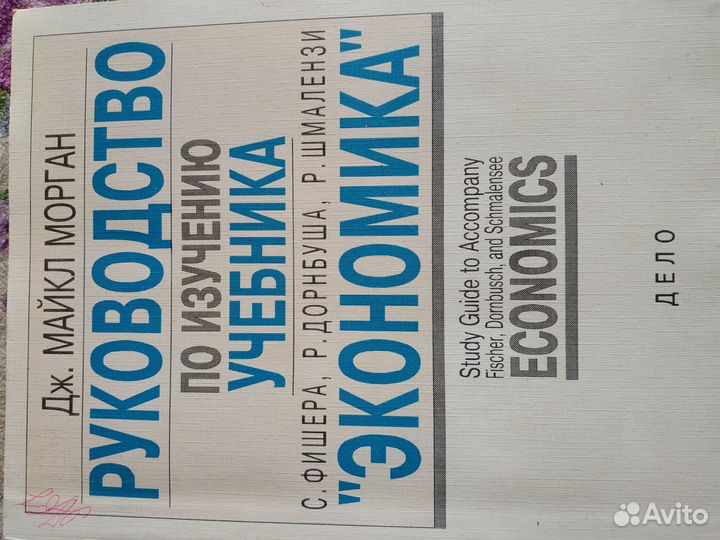 Дж. МАЙКЛ МОРГАН
РУКОВОДСТВО
ПО ИЗУЧЕНИЮ
УЧЕБНИКА
С. ФИШЕРА, Р. ДОРНБУША, Р. ШМАЛЕНЗИ
"ЭКОНОМИКА"
Study Guide to Accompany
Fischer, Dornbusch, and Schmalensee
ECONOMICS
ДЕЛО
Avito